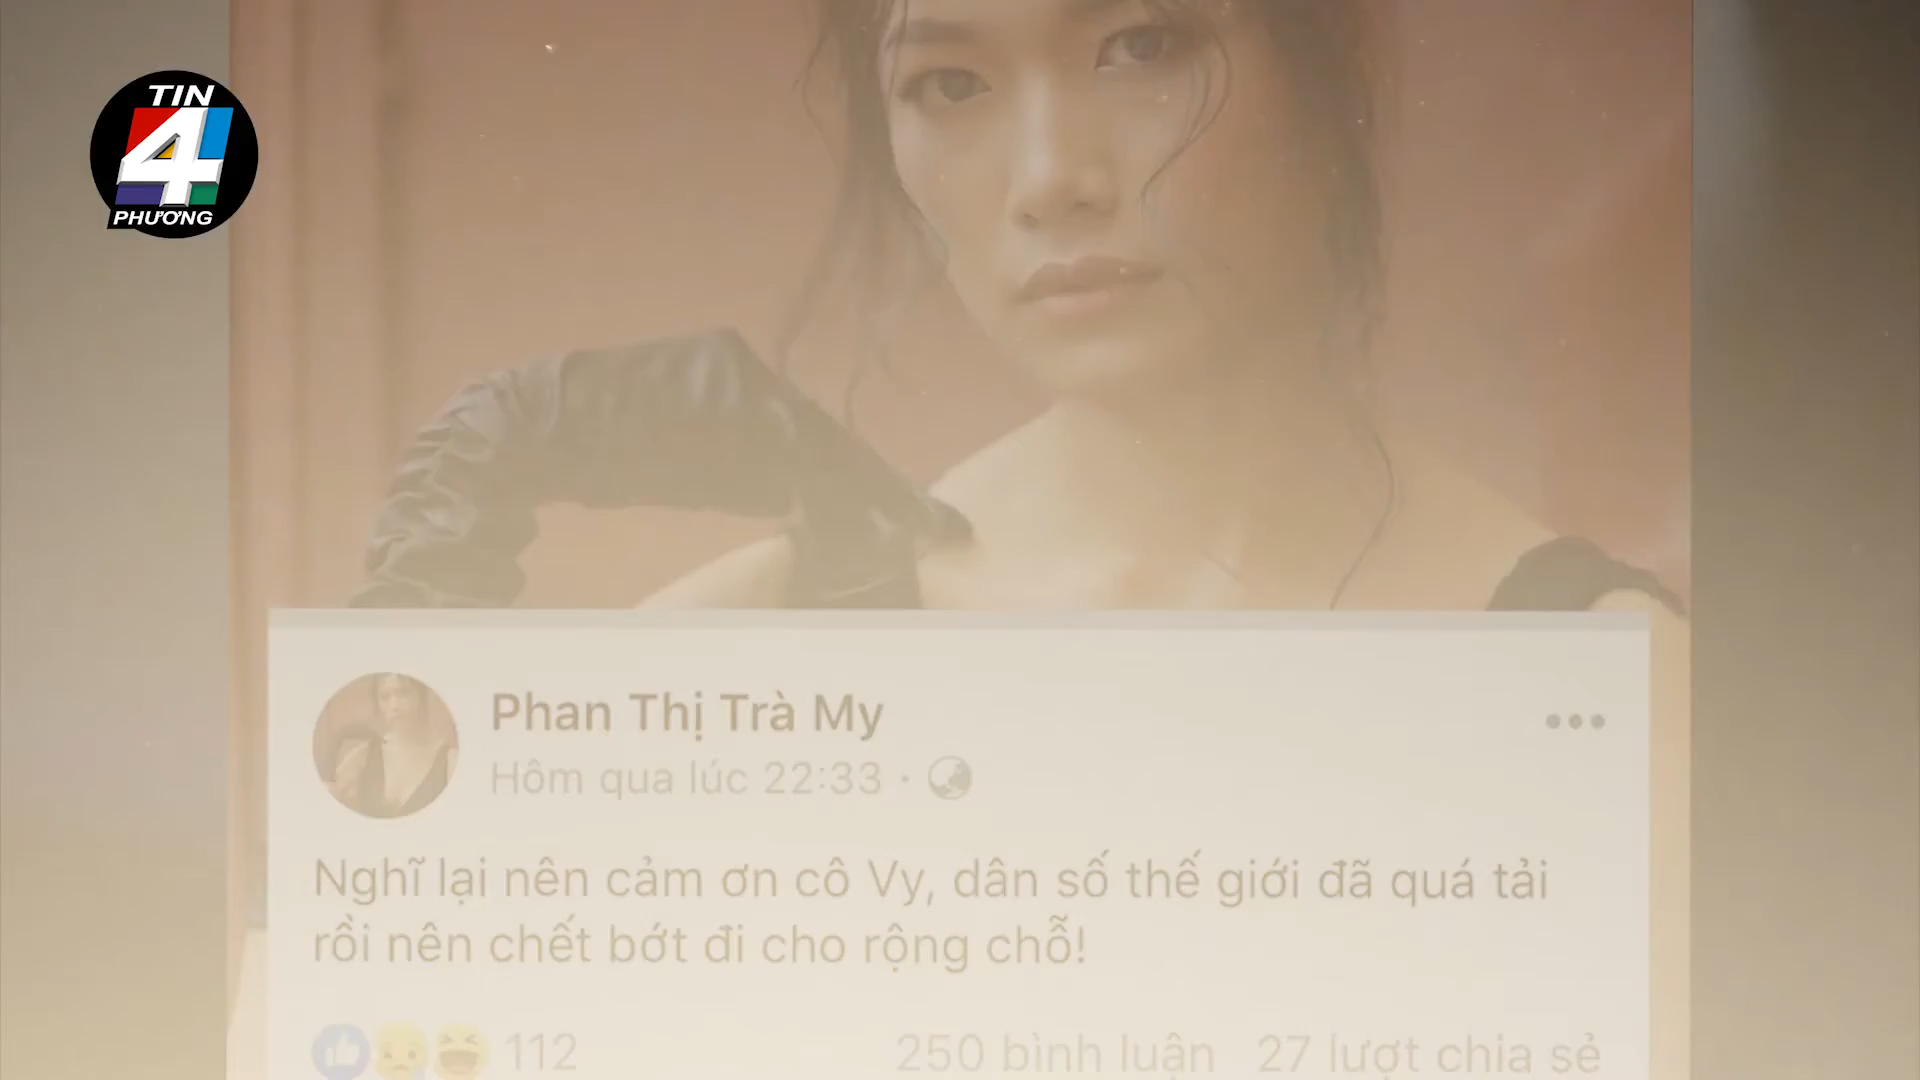 TIN
4
PHƯƠNG
Phan Thị Trà My
Hôm qua lúc 22:33 ·
Nghĩ lại nên cảm ơn cô Vy, dân số thế giới đã quá tải
rồi nên chết bớt đi cho rộng chỗ!
112 250 bình luận 27 lượt chia sẻ